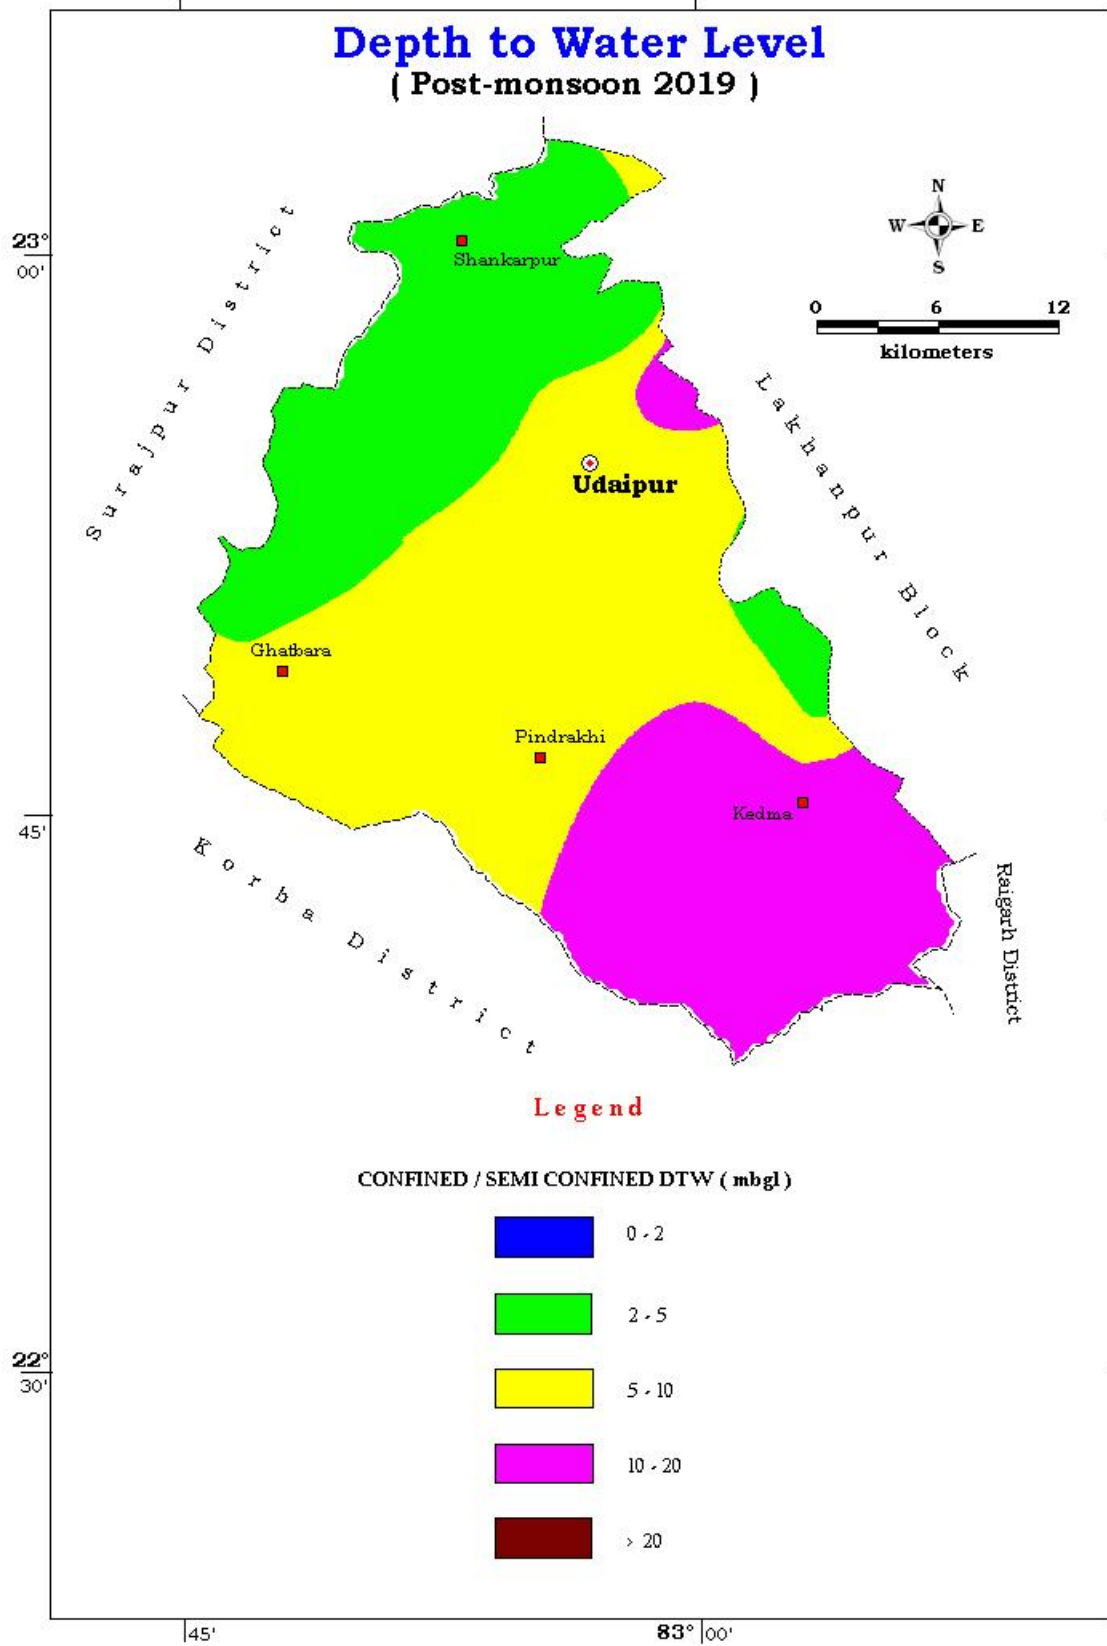 Depth to Water Level
( Post-monsoon 2019 )
N
W E
S
23°
00'
Shankarpur
0 6 12
kilometers
Surajpur District
Lakhanpur Block
Udaipur
Ghatbara
Pindrakhi
Kedma
45'
Korba District
Raigarh District
Legend
CONFINED / SEMI CONFINED DTW ( mbgl )
0 - 2
2 - 5
22°
30'
5 - 10
10 - 20
> 20
45'
83° 00'